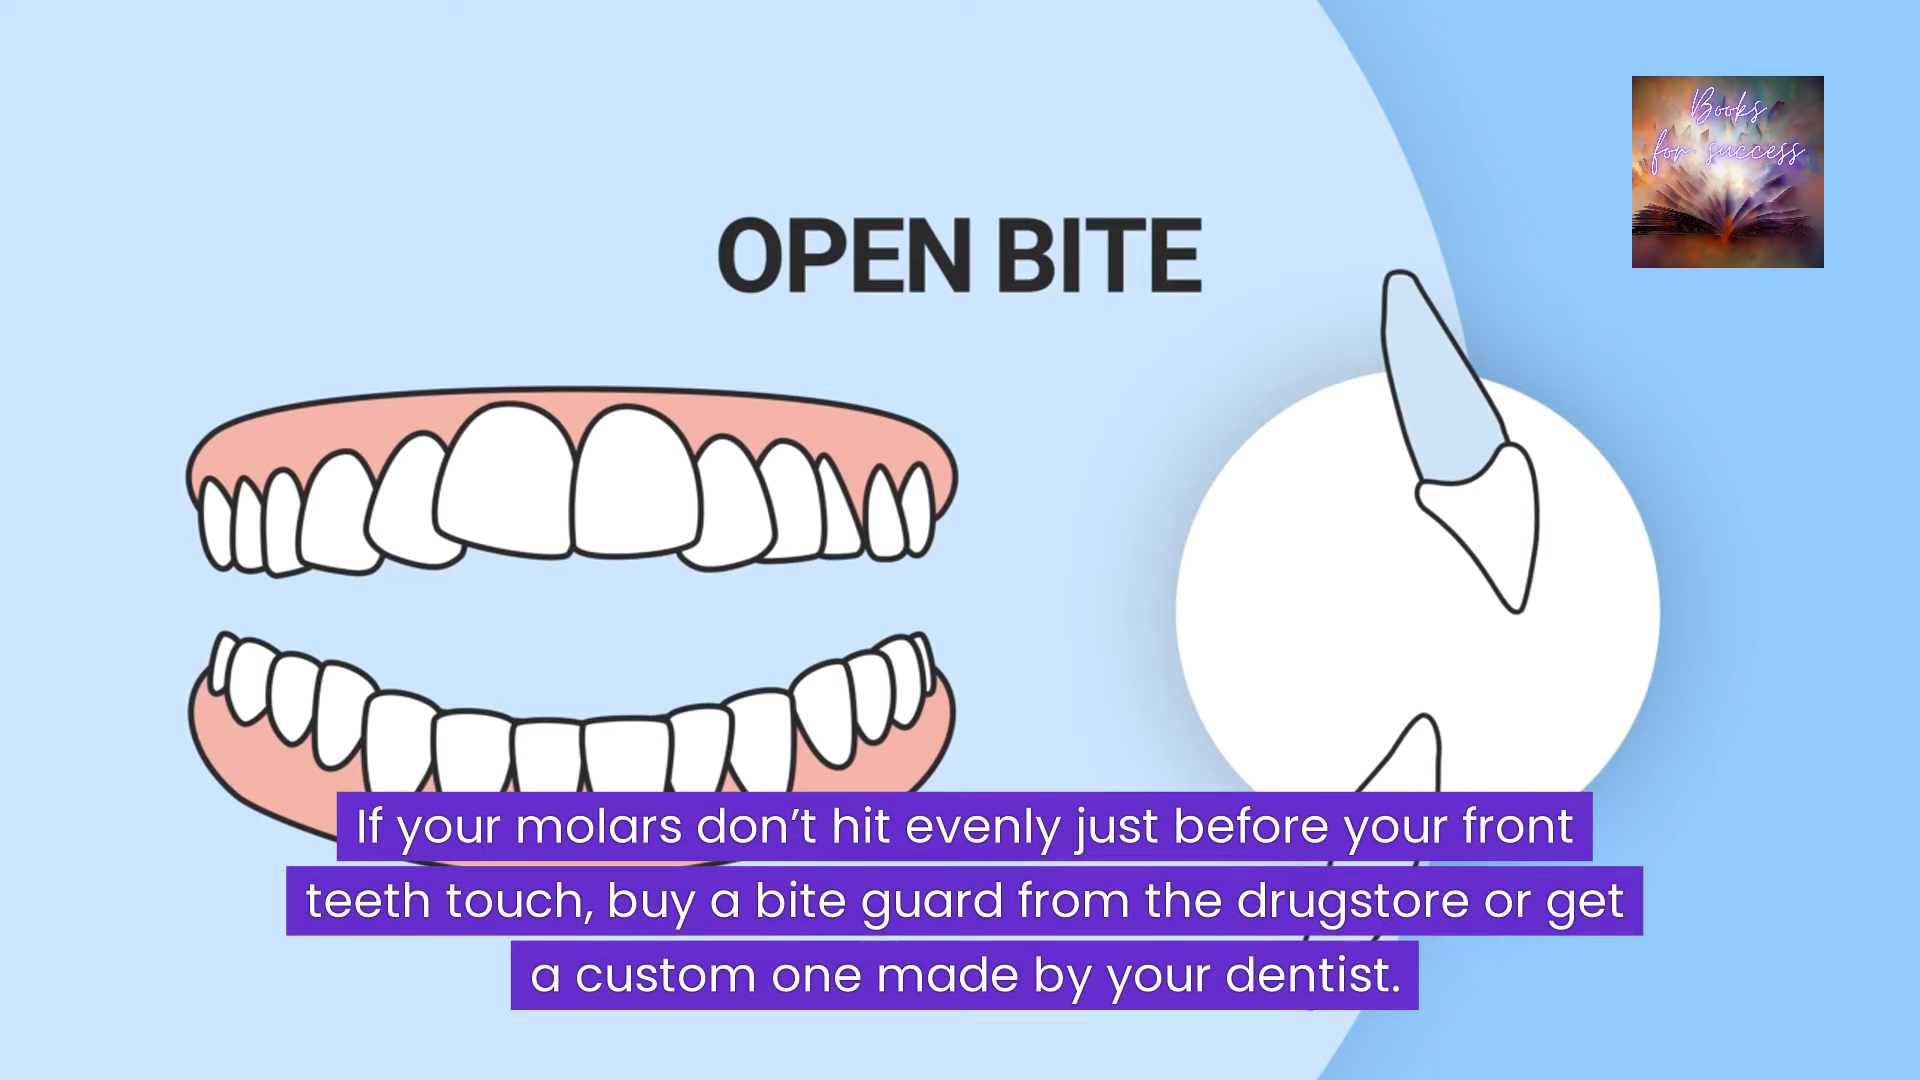 Books
for success
OPEN BITE
If your molars don’t hit evenly just before your front
teeth touch, buy a bite guard from the drugstore or get
a custom one made by your dentist.